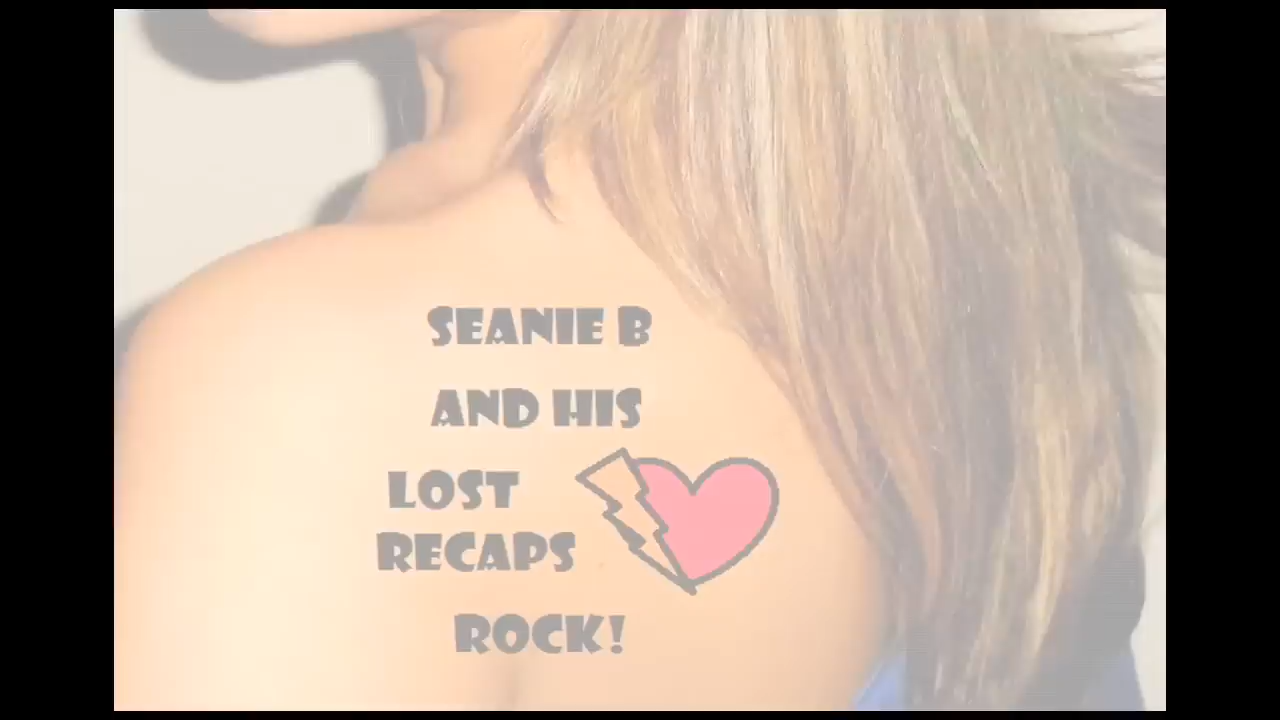 SEANIE B
AND HIS
LOST
RECAPS
ROCK!